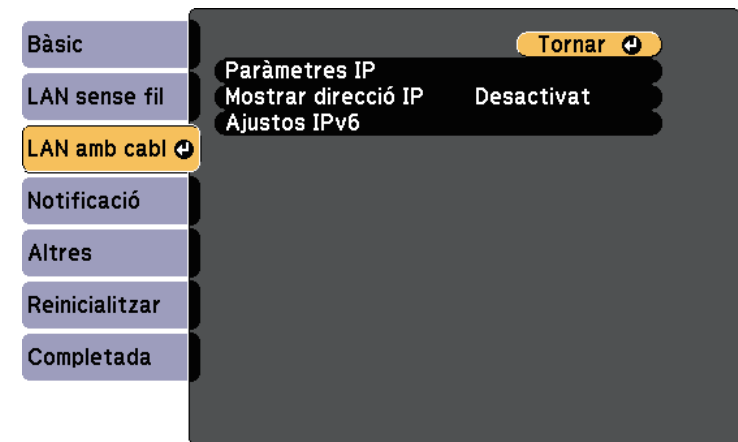 Bàsic
LAN sense fil
LAN amb cabl
Notificació
Altres
Reinicialitzar
Completada
Tornar
Paràmetres IP
Mostrar direcció IP Desactivat
Ajustos IPv6